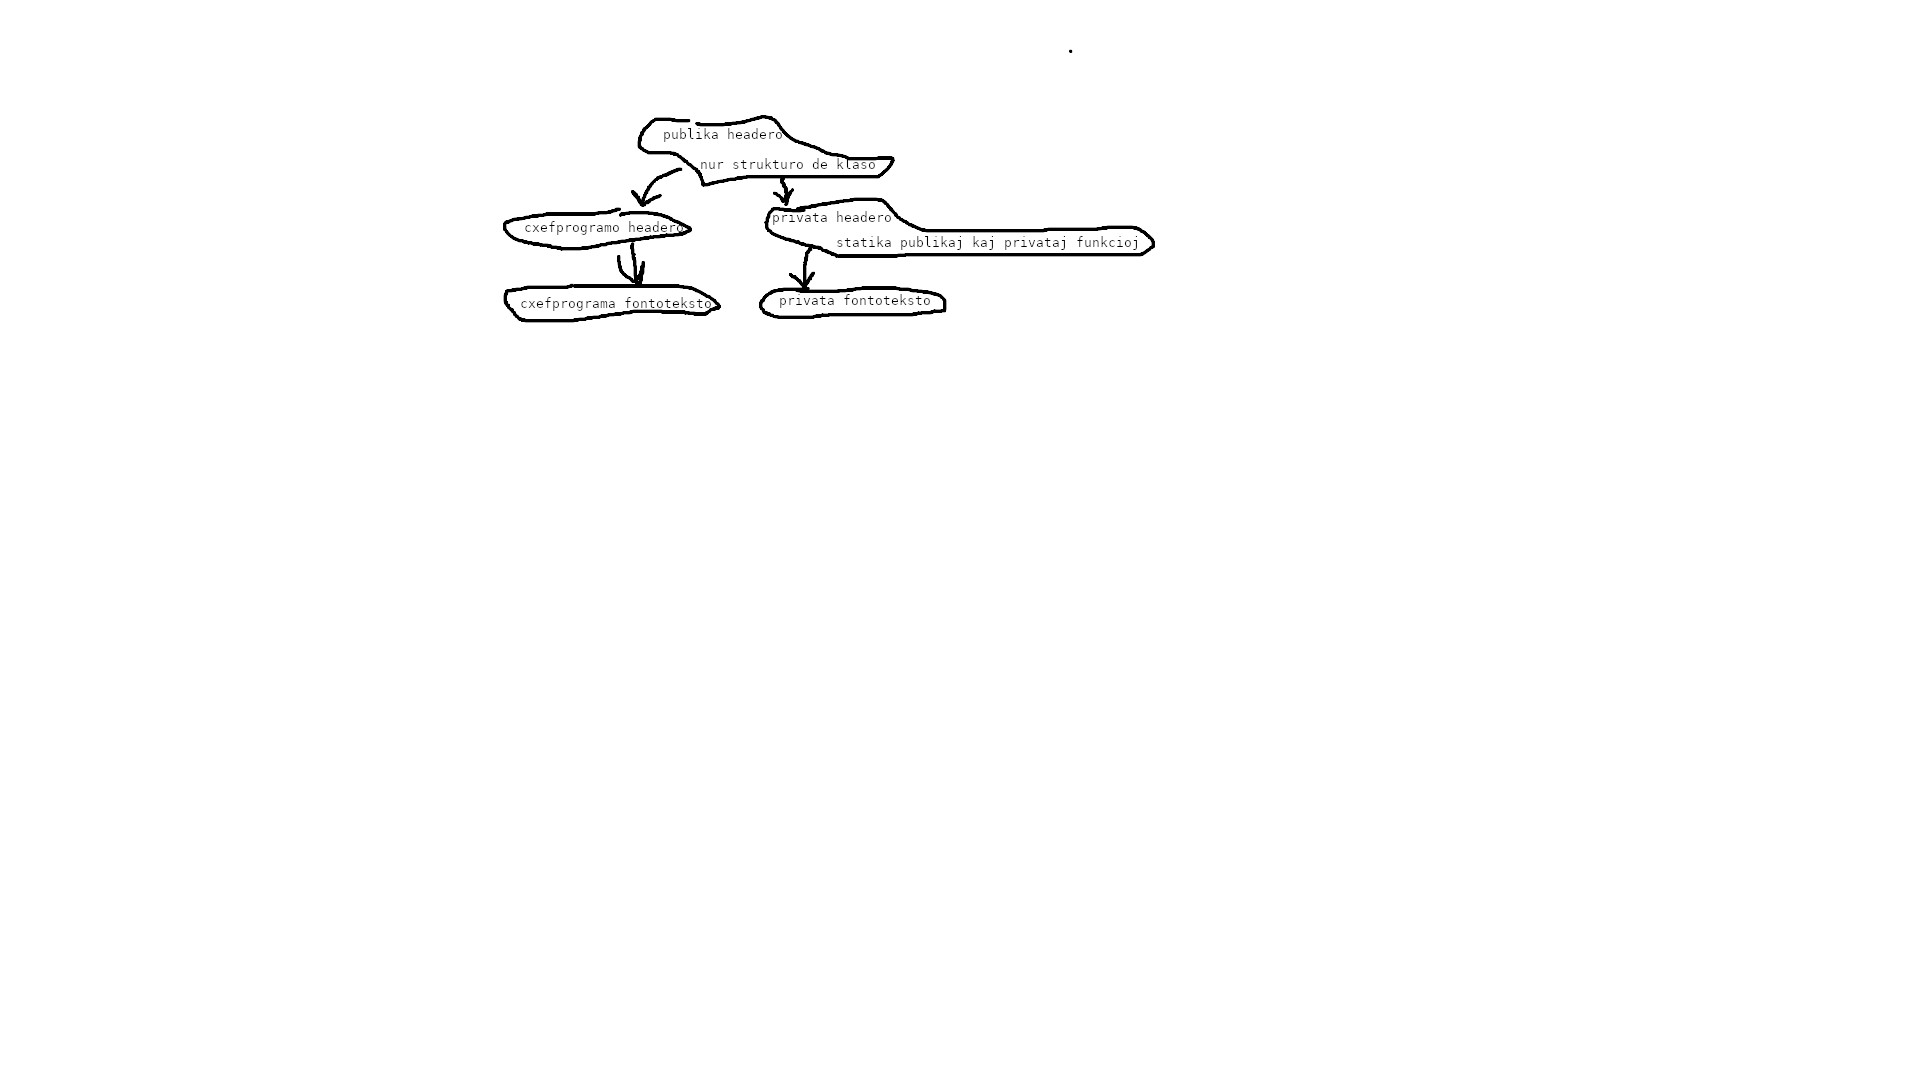 publika headero
nur strukturo de klaso
cxefprogramo headero
privata headero
statika publikaj kaj privataj funkcioj
cxefprograma fontoteksto
privata fontoteksto